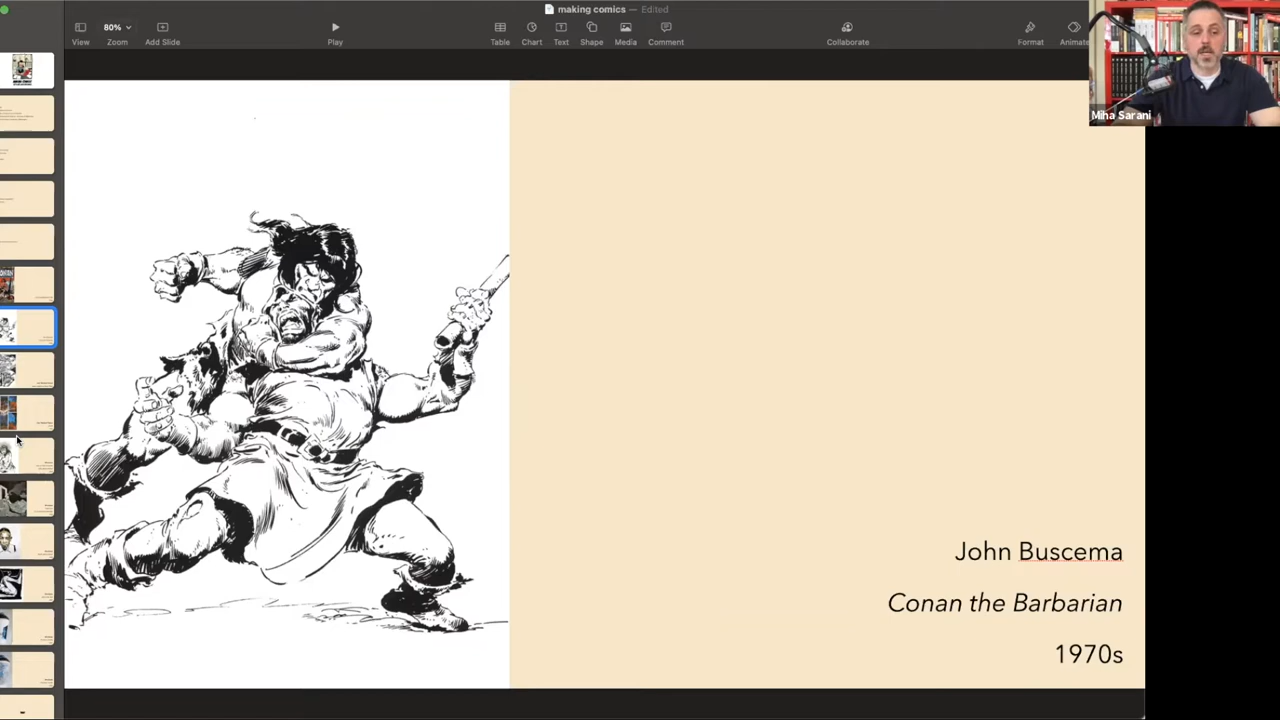 making comics — Edited
View
80%
Zoom
Add Slide
Play
Table
Chart
Text
Shape
Media
Comment
Collaborate
Format
Animate
Miha Sarani
John Buscema
Conan the Barbarian
1970s